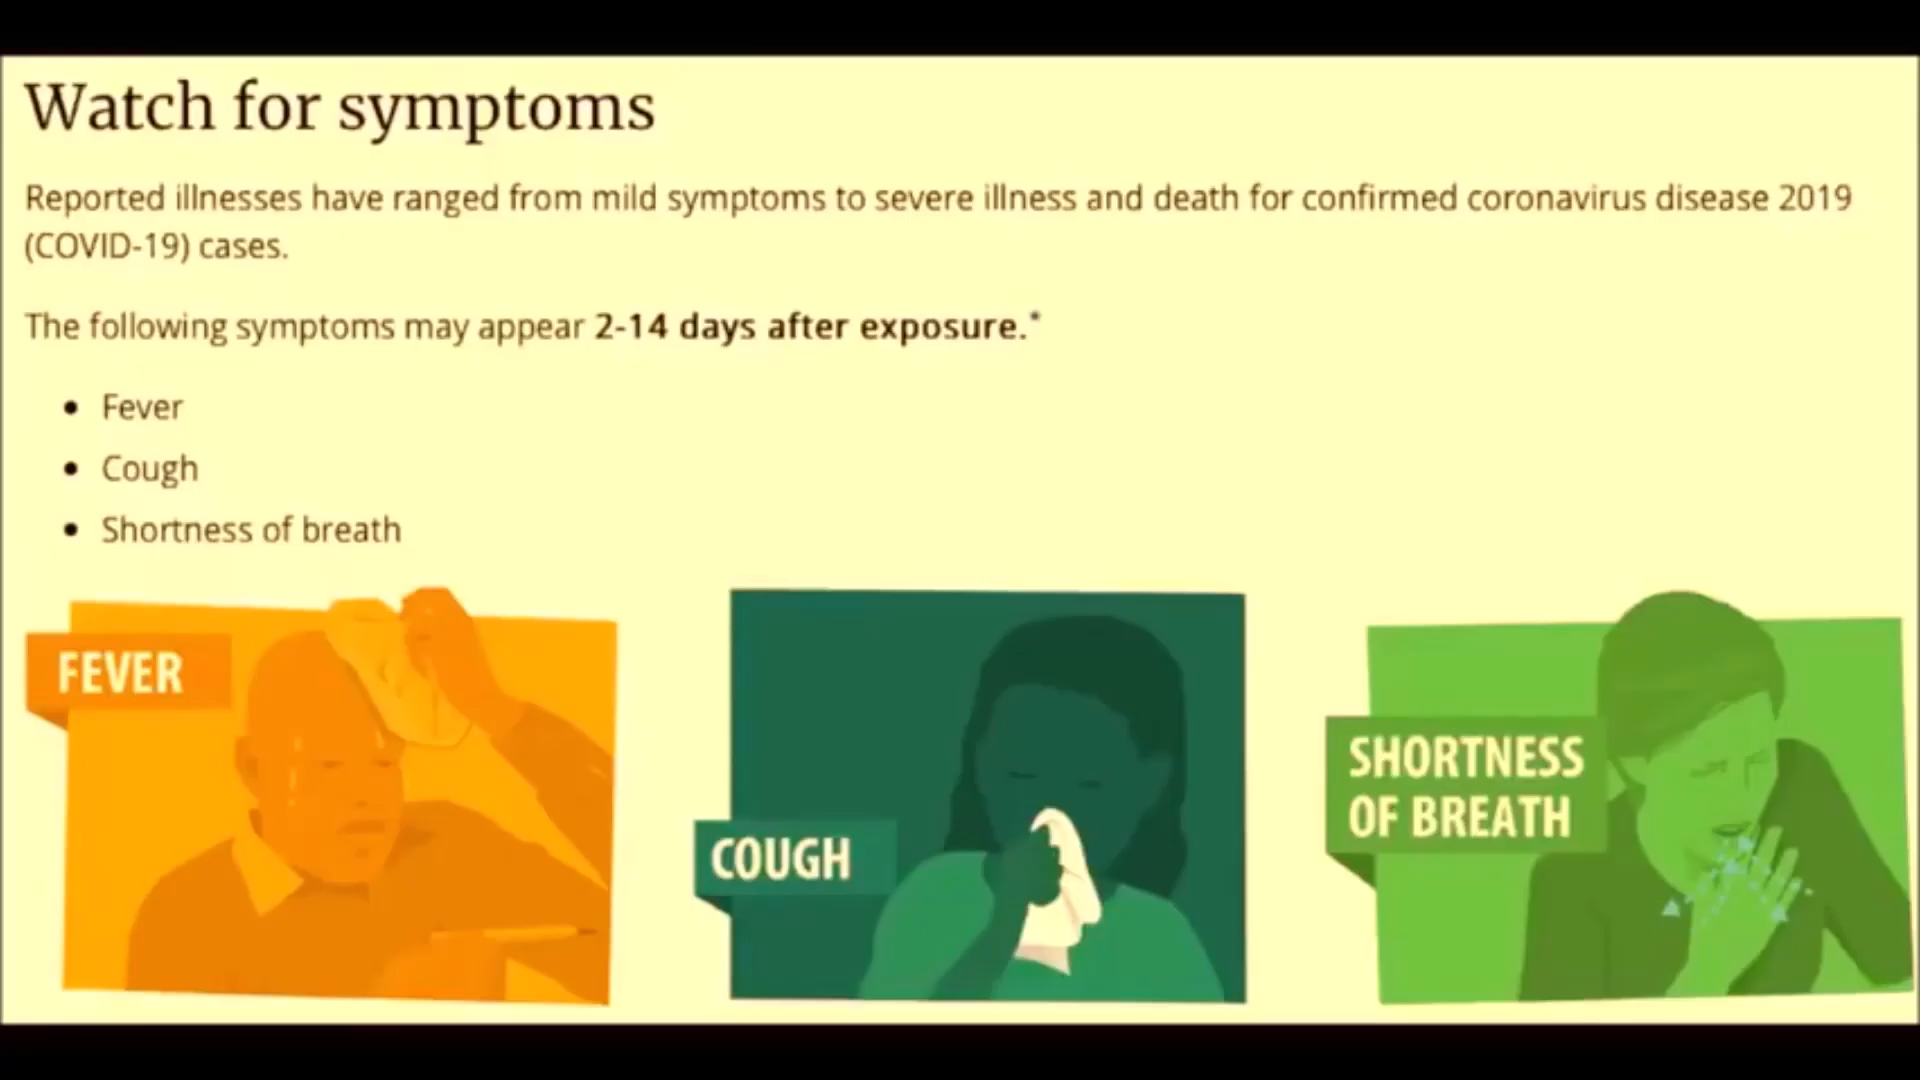 Watch for symptoms
Reported illnesses have ranged from mild symptoms to severe illness and death for confirmed coronavirus disease 2019
(COVID-19) cases.
The following symptoms may appear 2-14 days after exposure.*
• Fever
• Cough
• Shortness of breath
FEVER
COUGH
SHORTNESS
OF BREATH